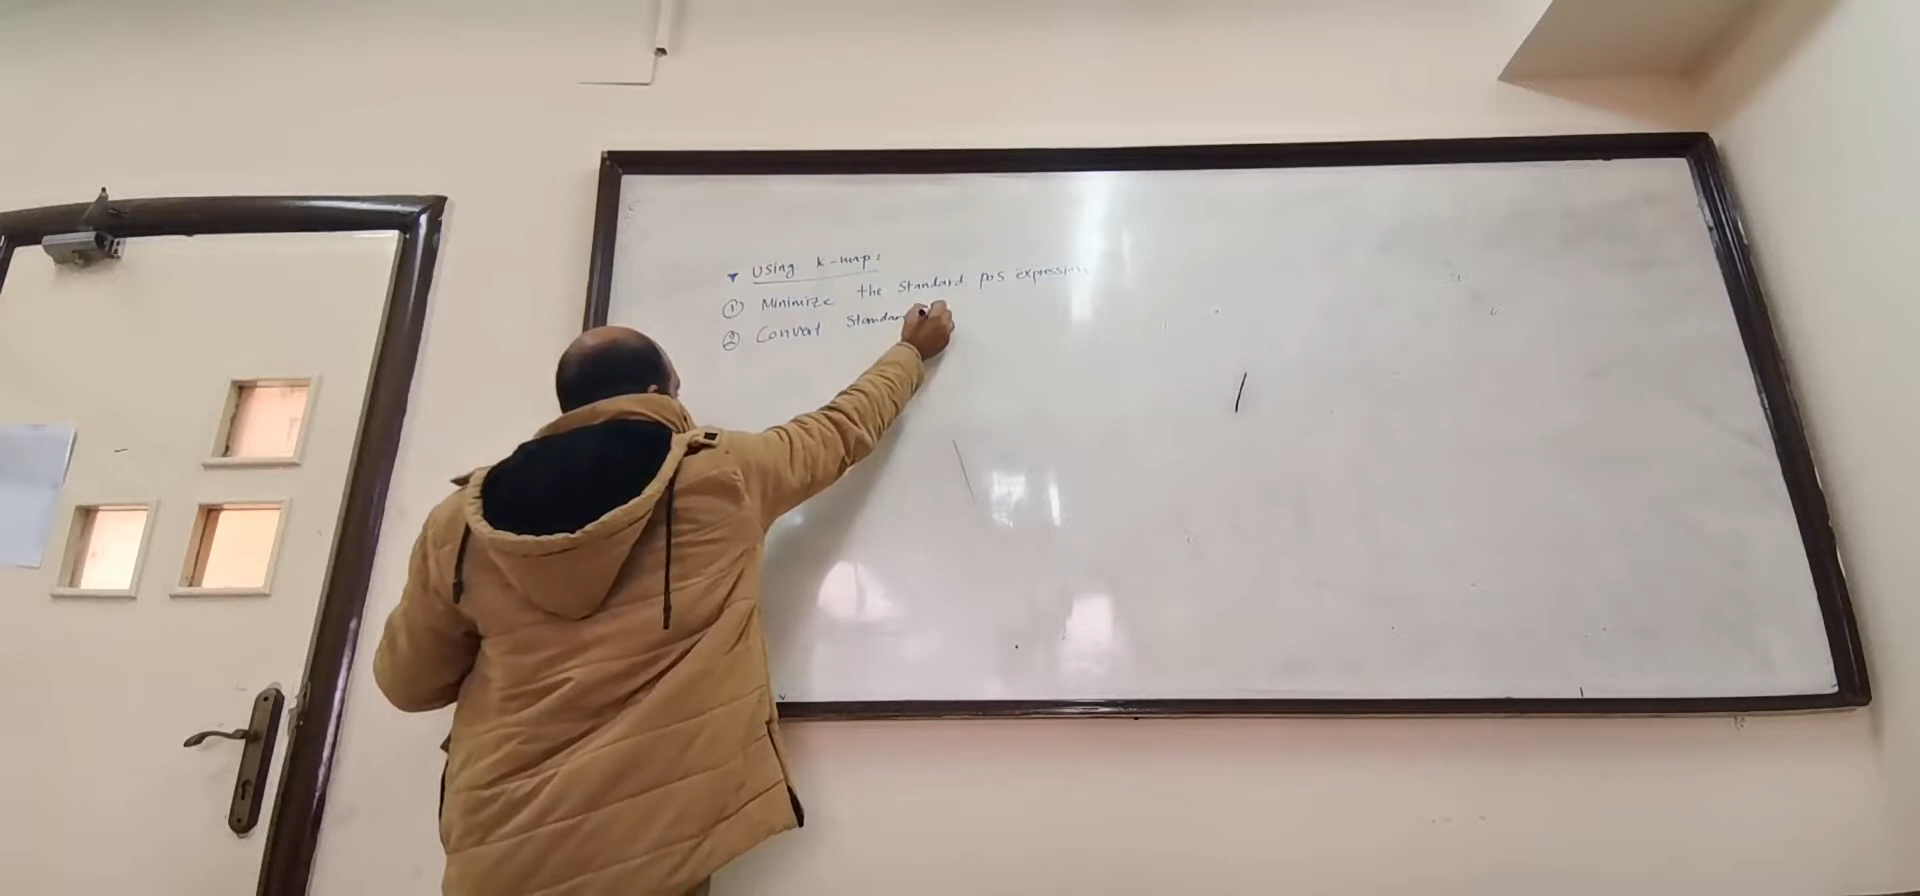 Using K-map:
① Minimize the Standard pos expression
② Convert Standar